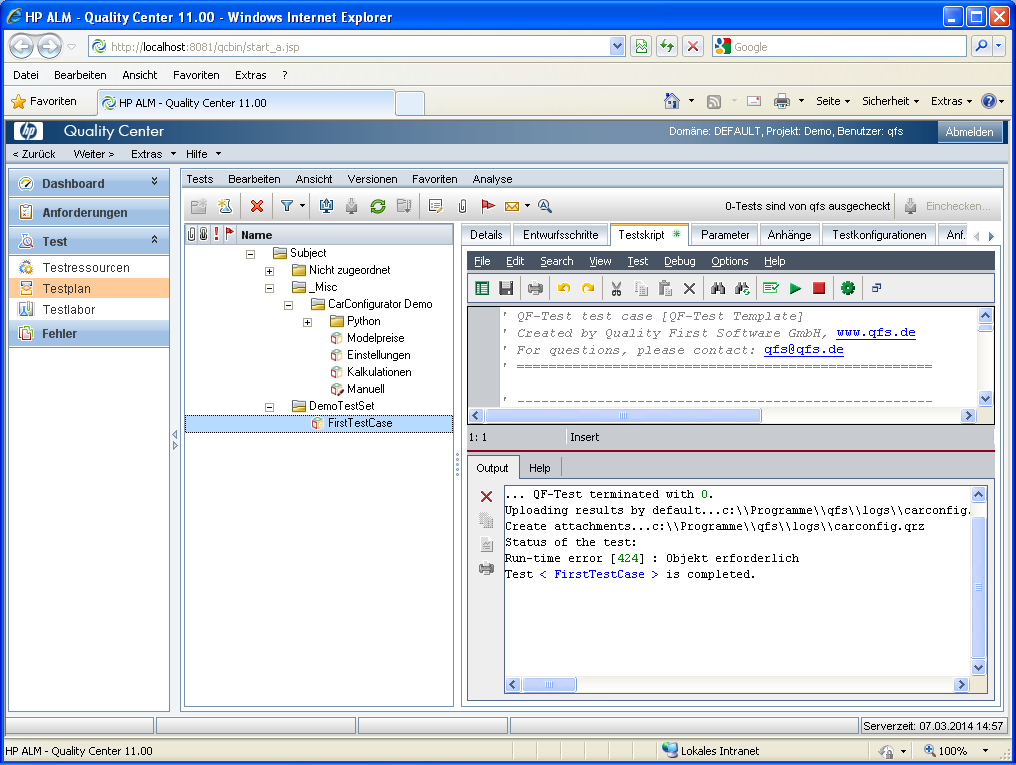 HP ALM - Quality Center 11.00 - Windows Internet Explorer
http://localhost:8081/qcbin/start_a.jsp
Google
Datei Bearbeiten Ansicht Favoriten Extras ?
Favoriten
HP ALM - Quality Center 11.00
Seite Sicherheit Extras
hp Quality Center
Domäne: DEFAULT, Projekt: Demo, Benutzer: qfs
Abmelden
< Zurück Weiter > Extras Hilfe
Dashboard
Anforderungen
Test
Testressourcen
Testplan
Testlabor
Fehler
Tests Bearbeiten Ansicht Versionen Favoriten Analyse
0-Tests sind von qfs ausgecheckt
Einchecken...
Name
Subject
Nicht zugeordnet
_Misc
CarConfigurator Demo
Python
Modelpreise
Einstellungen
Kalkulationen
Manuell
DemoTestSet
FirstTestCase
Details Entwurfsschritte Testskript * Parameter Anhänge Testkonfigurationen Anf.
File Edit Search View Test Debug Options Help
' QF-Test test case [QF-Test Template]
' Created by Quality First Software GmbH, www.qfs.de
' For questions, please contact: qfs@qfs.de
' ====================================================
' ----------------------------------------------------
1: 1 Insert
Output Help
... QF-Test terminated with 0.
Uploading results by default...c:\\Programme\\qfs\\logs\\carconfig.
Create attachments...c:\\Programme\\qfs\\logs\\carconfig.qrz
Status of the test:
Run-time error [424] : Objekt erforderlich
Test < FirstTestCase > is completed.
Serverzeit: 07.03.2014 14:57
HP ALM - Quality Center 11.00
Lokales Intranet
100%